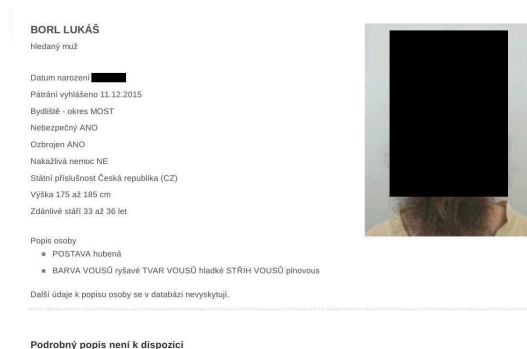 BORL LUKÁŠ
hledaný muž
Datum narození
Pátrání vyhlášeno 11.12.2015
Bydliště - okres MOST
Nebezpečný ANO
Ozbrojen ANO
Nakažlivá nemoc NE
Státní příslušnost Česká republika (CZ)
Výška 175 až 185 cm
Zdánlivé stáří 33 až 36 let
Popis osoby
POSTAVA hubená
BARVA VOUSŮ ryšavé TVAR VOUSŮ hladké STŘIH VOUSŮ plnovous
Další údaje k popisu osoby se v databázi nevyskytují.
Podrobný popis není k dispozici